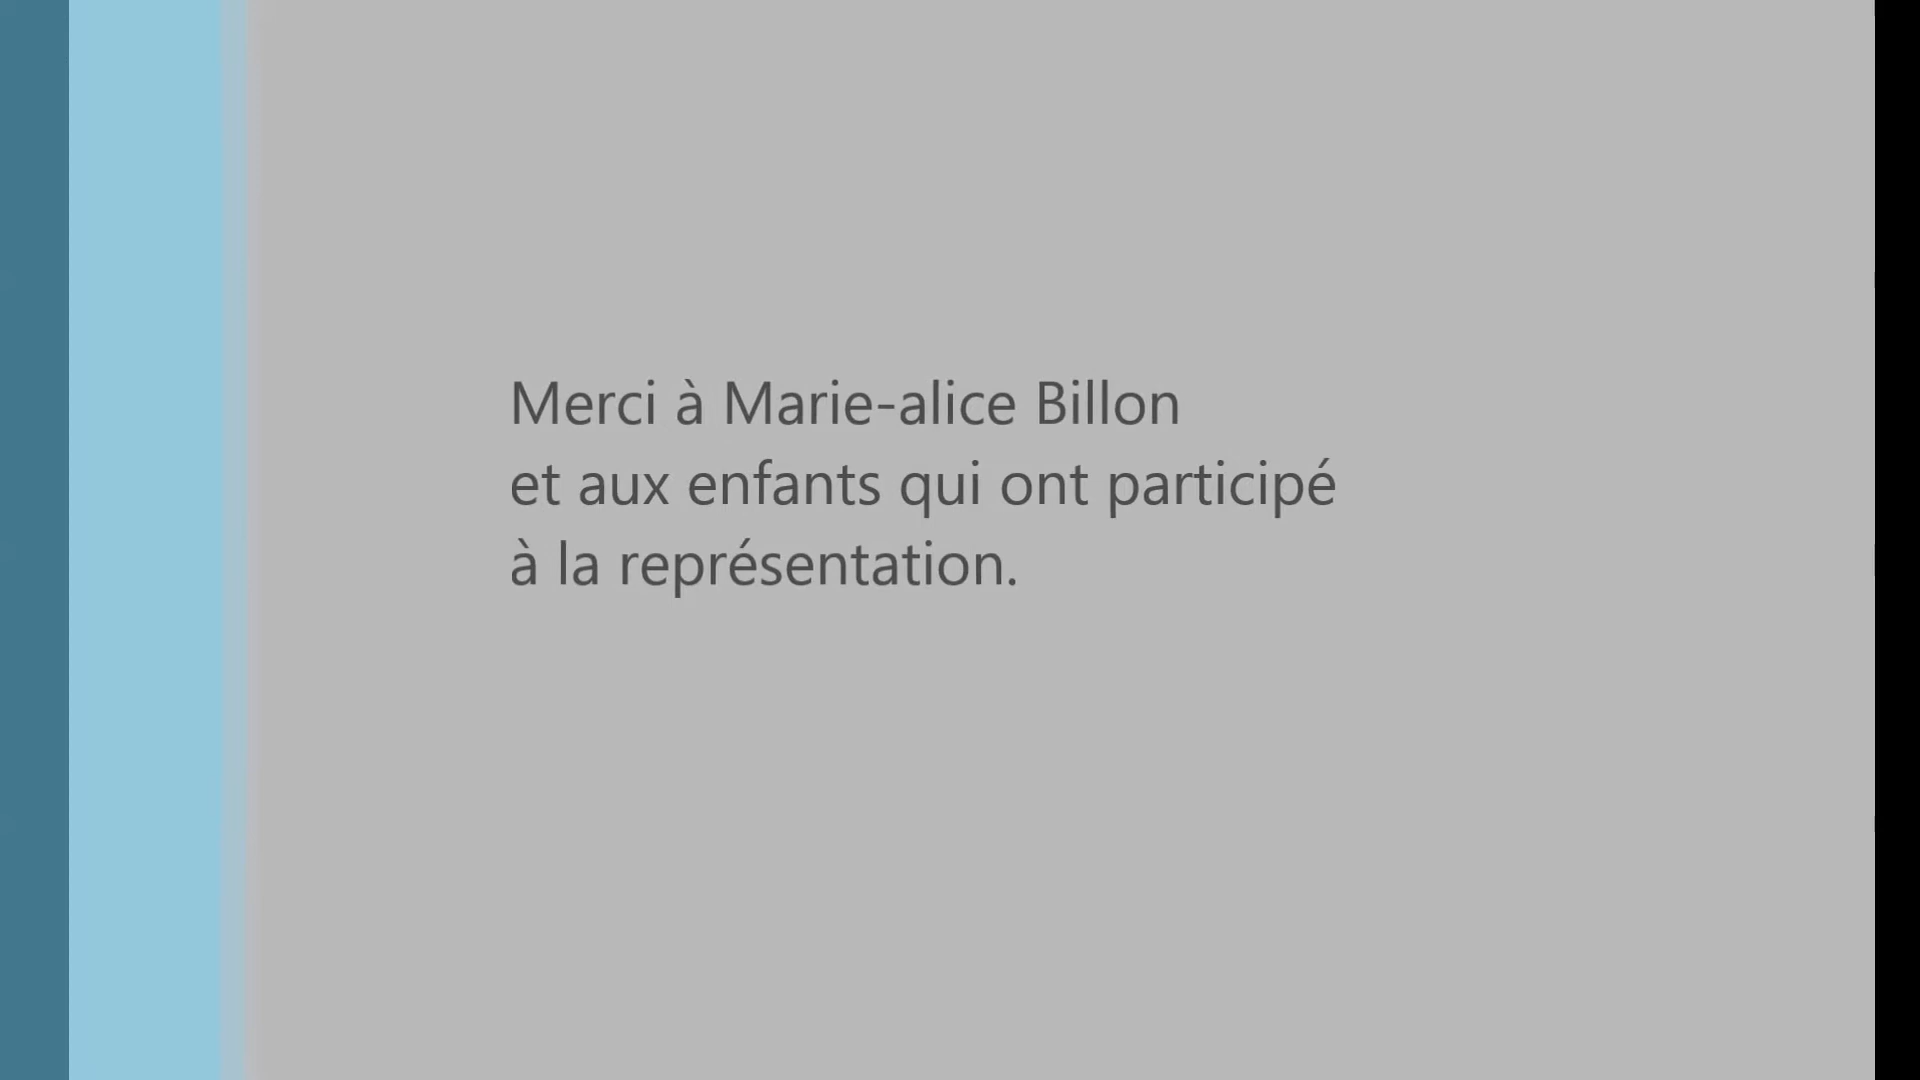 Merci à Marie-alice Billon
et aux enfants qui ont participé
à la représentation.